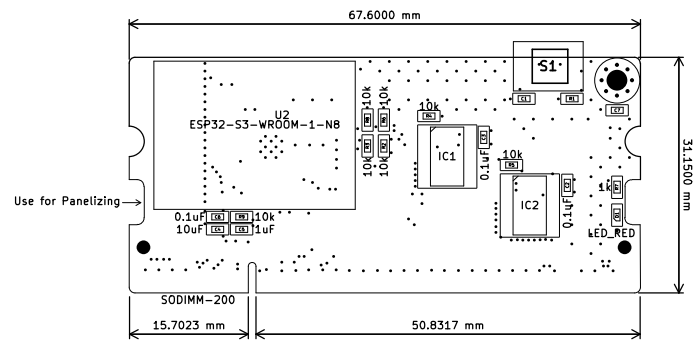 67.6000 mm
S1
U2
ESP32-S3-WROOM-1-N8
10k
10k
10k
C1
R1
C7
R4
IC1
0.1uF
10k
10k
10k
31.1500 mm
IC2
0.1uF
1k
Use for Panelizing
0.1uF
10k
10uF
1uF
LED_RED
SODIMM-200
15.7023 mm
50.8317 mm